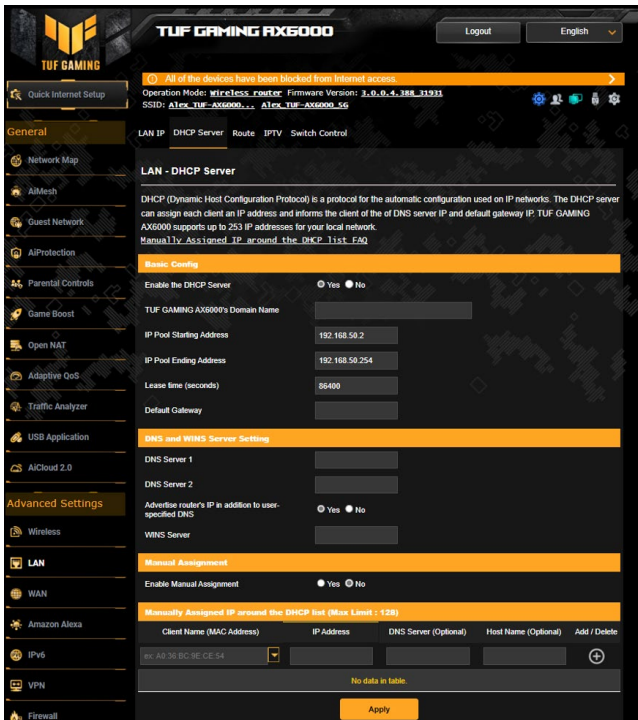 TUF GAMING
TUF GAMING AX6000
Logout
English
All of the devices have been blocked from Internet access.
Quick Internet Setup
Operation Mode: Wireless router Firmware Version: 3.0.0.4.388_31931
SSID: Alex_TUF-AX6000... Alex_TUF-AX6000_5G
General
Network Map
AiMesh
Guest Network
AiProtection
Parental Controls
Game Boost
Open NAT
Adaptive QoS
Traffic Analyzer
USB Application
AiCloud 2.0
Advanced Settings
Wireless
LAN
WAN
Amazon Alexa
IPv6
VPN
Firewall
LAN IP DHCP Server Route IPTV Switch Control
LAN - DHCP Server
DHCP (Dynamic Host Configuration Protocol) is a protocol for the automatic configuration used on IP networks. The DHCP server
can assign each client an IP address and informs the client of the of DNS server IP and default gateway IP. TUF GAMING
AX6000 supports up to 253 IP addresses for your local network.
Manually Assigned IP around the DHCP list FAQ
Basic Config
Enable the DHCP Server Yes No
TUF GAMING AX6000's Domain Name
IP Pool Starting Address 192.168.50.2
IP Pool Ending Address 192.168.50.254
Lease time (seconds) 86400
Default Gateway
DNS and WINS Server Setting
DNS Server 1
DNS Server 2
Advertise router's IP in addition to user-
specified DNS Yes No
WINS Server
Manual Assignment
Enable Manual Assignment Yes No
Manually Assigned IP around the DHCP list (Max Limit : 128)
Client Name (MAC Address) IP Address DNS Server (Optional) Host Name (Optional) Add / Delete
ex: A0:36:BC:9E:CE:54
No data in table.
Apply